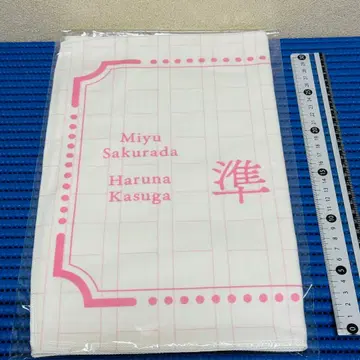 Miyu
Sakurada
Haruna
Kasuga
準